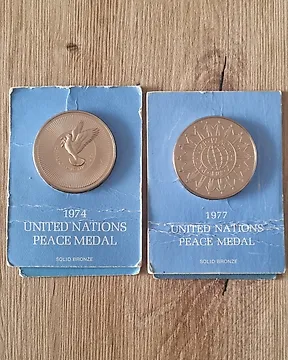 1974
UNITED NATIONS
PEACE MEDAL
SOLID BRONZE
1977
UNITED NATIONS
PEACE MEDAL
SOLID BRONZE